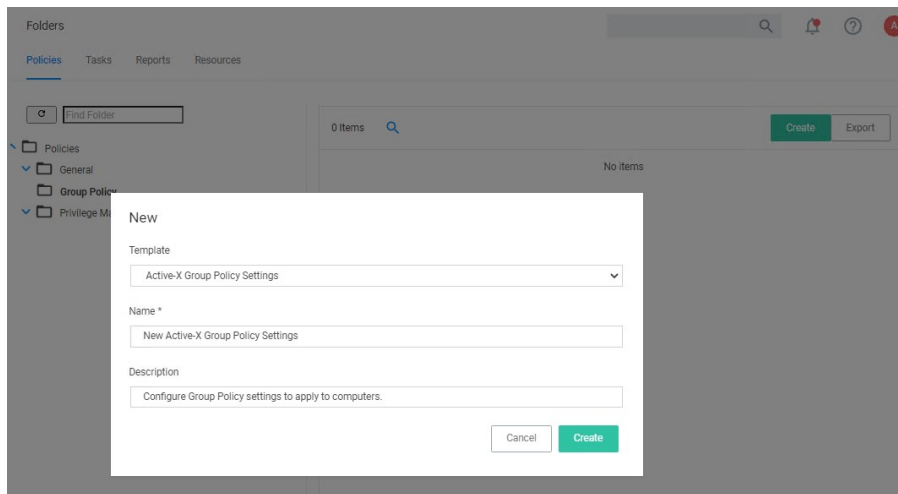 Folders
A
Policies Tasks Reports Resources
Find Folder
0 Items
Create Export
Policies
No items
General
Group Policy
Privilege Ma
New
Template
Active-X Group Policy Settings
Name *
New Active-X Group Policy Settings
Description
Configure Group Policy settings to apply to computers.
Cancel Create